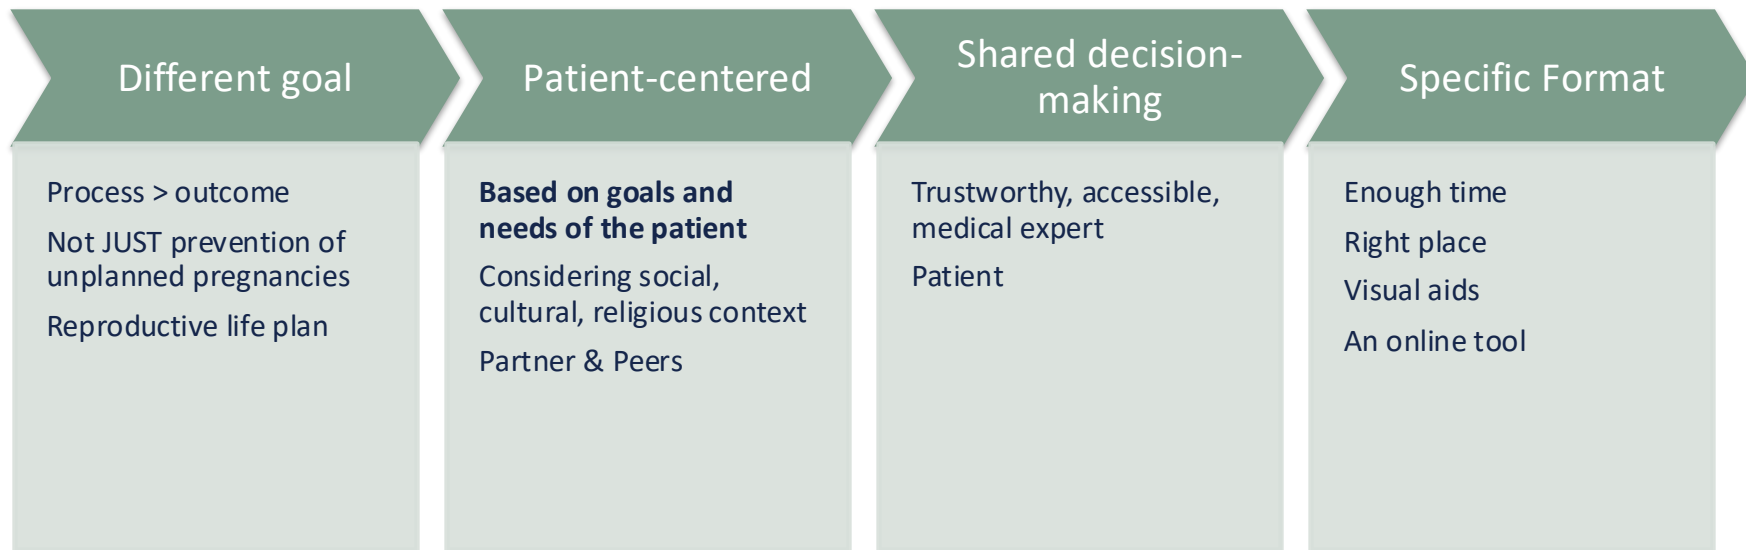 Different goal
Process > outcome
Not JUST prevention of
unplanned pregnancies
Reproductive life plan
Patient-centered
Based on goals and
needs of the patient
Considering social,
cultural, religious context
Partner & Peers
Shared decision-
making
Trustworthy, accessible,
medical expert
Patient
Specific Format
Enough time
Right place
Visual aids
An online tool